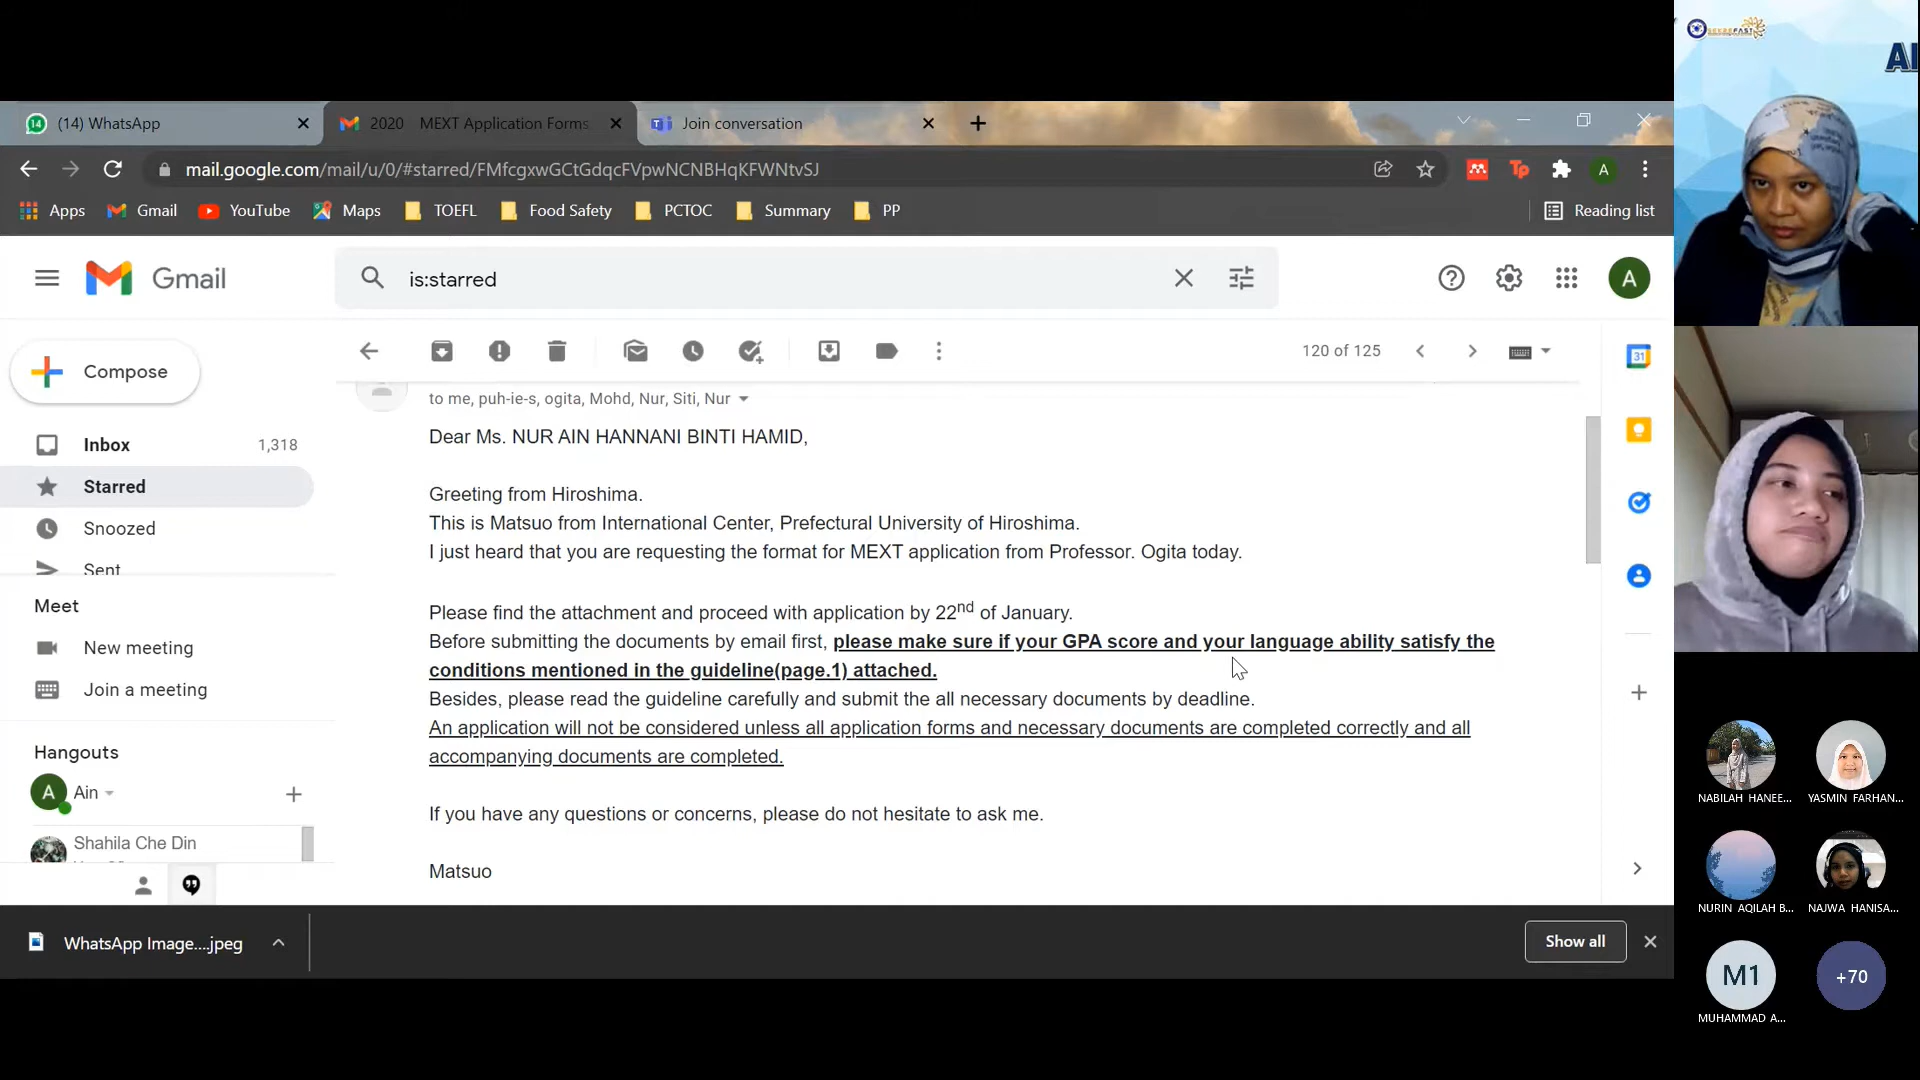 (14) WhatsApp
2020 MEXT Application Forms
Join conversation
mail.google.com/mail/u/0/#starred/FMfcgxwGCtGdqcFVpwNCNBHqKFWNtvSJ
Apps Gmail YouTube Maps TOEFL Food Safety PCTOC Summary PP Reading list
Gmail
is:starred
A
Compose
120 of 125
Inbox 1,318
Starred
Snoozed
Sent
Meet
New meeting
Join a meeting
Hangouts
A Ain
Shahila Che Din
to me, puh-ie-s, ogita, Mohd, Nur, Siti, Nur
Dear Ms. NUR AIN HANNANI BINTI HAMID,
Greeting from Hiroshima.
This is Matsuo from International Center, Prefectural University of Hiroshima.
I just heard that you are requesting the format for MEXT application from Professor. Ogita today.
Please find the attachment and proceed with application by 22nd of January.
Before submitting the documents by email first, please make sure if your GPA score and your language ability satisfy the
conditions mentioned in the guideline(page.1) attached.
Besides, please read the guideline carefully and submit the all necessary documents by deadline.
An application will not be considered unless all application forms and necessary documents are completed correctly and all
accompanying documents are completed.
If you have any questions or concerns, please do not hesitate to ask me.
Matsuo
31
WhatsApp Image....jpeg
Show all
NABILAH HANEE...
YASMIN FARHAN...
NURIN AQILAH B...
NAJWA HANISA...
M1
+70
MUHAMMAD A...